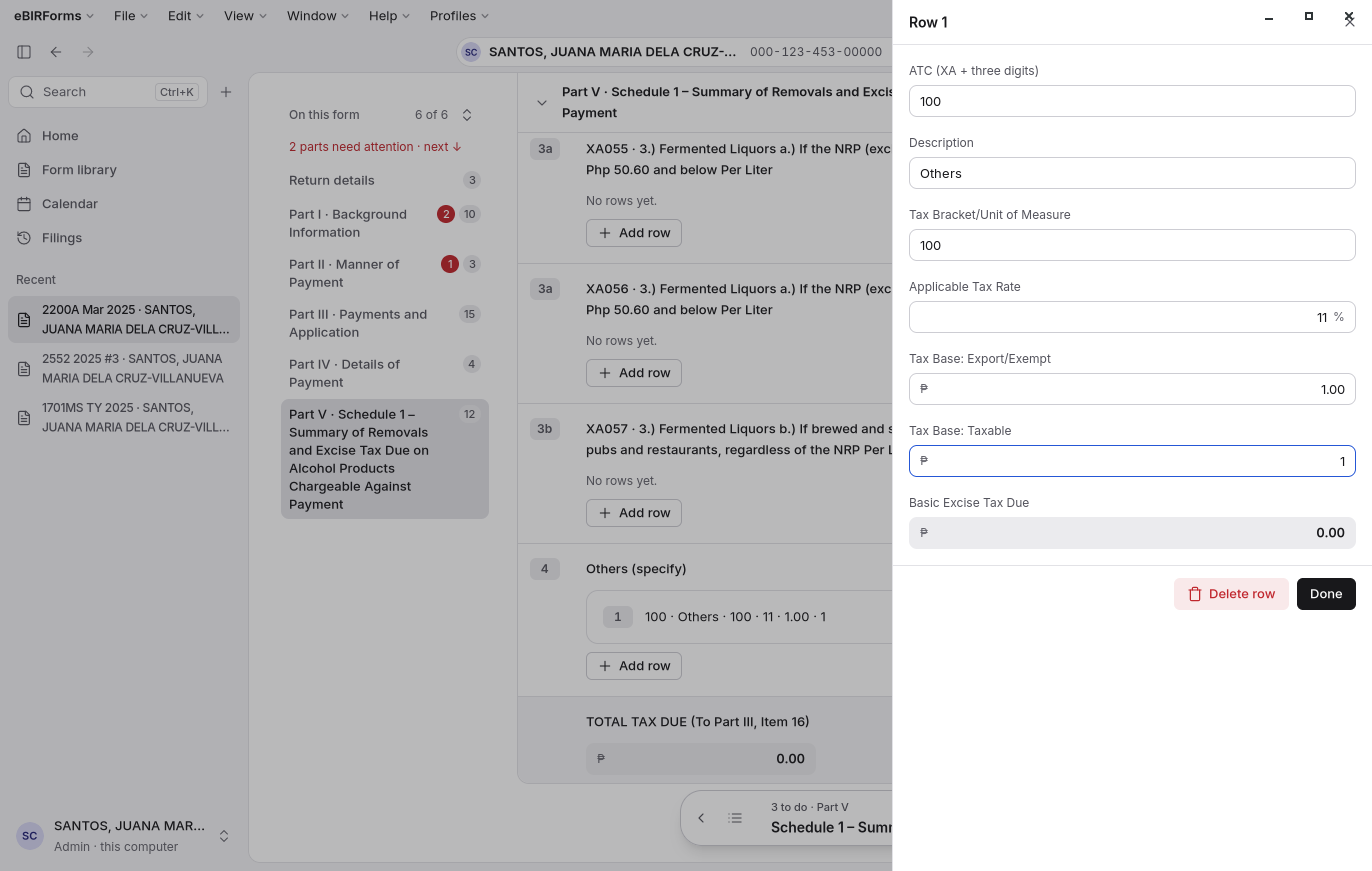 eBIRForms File Edit View Window Help Profiles
SANTOS, JUANA MARIA DELA CRUZ-... 000-123-453-00000
SC
Search Ctrl+K
Home
Form library
Calendar
Filings
Recent
2200A Mar 2025 · SANTOS,
JUANA MARIA DELA CRUZ-VILL...
2552 2025 #3 · SANTOS, JUANA
MARIA DELA CRUZ-VILLANUEVA
1701MS TY 2025 · SANTOS,
JUANA MARIA DELA CRUZ-VILL...
SC
SANTOS, JUANA MAR...
Admin · this computer
On this form 6 of 6
2 parts need attention · next ↓
Return details 3
Part I · Background 2 10
Information
Part II · Manner of 1 3
Payment
Part III · Payments and 15
Application
Part IV · Details of 4
Payment
Part V · Schedule 1 – 12
Summary of Removals
and Excise Tax Due on
Alcohol Products
Chargeable Against
Payment
Part V · Schedule 1 – Summary of Removals and Excis
Payment
3a XA055 · 3.) Fermented Liquors a.) If the NRP (exc
Php 50.60 and below Per Liter
No rows yet.
Add row
3a XA056 · 3.) Fermented Liquors a.) If the NRP (exc
Php 50.60 and below Per Liter
No rows yet.
Add row
3b XA057 · 3.) Fermented Liquors b.) If brewed and s
pubs and restaurants, regardless of the NRP Per L
No rows yet.
Add row
4 Others (specify)
1 100 · Others · 100 · 11 · 1.00 · 1
Add row
TOTAL TAX DUE (To Part III, Item 16)
₱ 0.00
3 to do · Part V
Schedule 1 – Summ
Row 1
ATC (XA + three digits)
100
Description
Others
Tax Bracket/Unit of Measure
100
Applicable Tax Rate
11 %
Tax Base: Export/Exempt
₱ 1.00
Tax Base: Taxable
₱ 1
Basic Excise Tax Due
₱ 0.00
Delete row Done